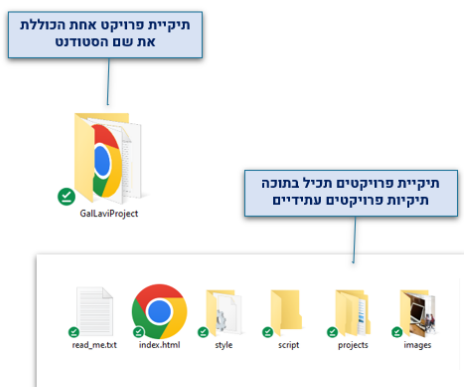 תיקיית פרויקט אחת הכוללת
את שם הסטודנט
GalLaviProject
תיקיית פרויקטים תכיל בתוכה
תיקיות פרויקטים עתידיים
read_me.txt
index.html
style
script
projects
images